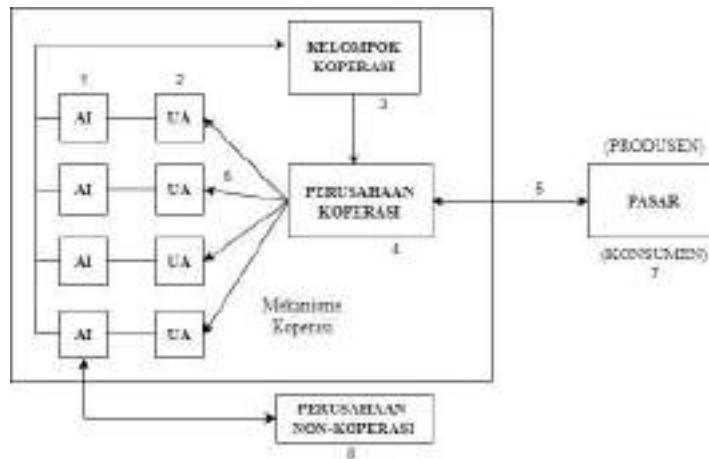 KELOMPOK
KOPERASI
1
2
3
AI
UA
(PRODUSEN)
6
AI
UA
PERUSAHAAN
KOPERASI
5
PASAR
4
(KONSUMEN)
7
AI
UA
Mekanisme
Koperasi
AI
UA
PERUSAHAAN
NON-KOPERASI
8